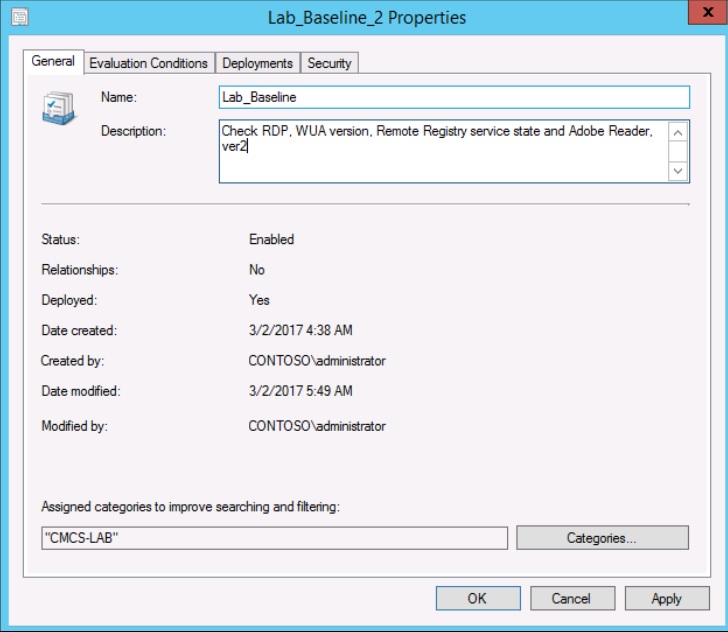 Lab_Baseline_2 Properties
x
General Evaluation Conditions Deployments Security
Name: Lab_Baseline
Description: Check RDP, WUA version, Remote Registry service state and Adobe Reader,
ver2
Status: Enabled
Relationships: No
Deployed: Yes
Date created: 3/2/2017 4:38 AM
Created by: CONTOSO\administrator
Date modified: 3/2/2017 5:49 AM
Modified by: CONTOSO\administrator
Assigned categories to improve searching and filtering:
"CMCS-LAB" Categories...
OK Cancel Apply